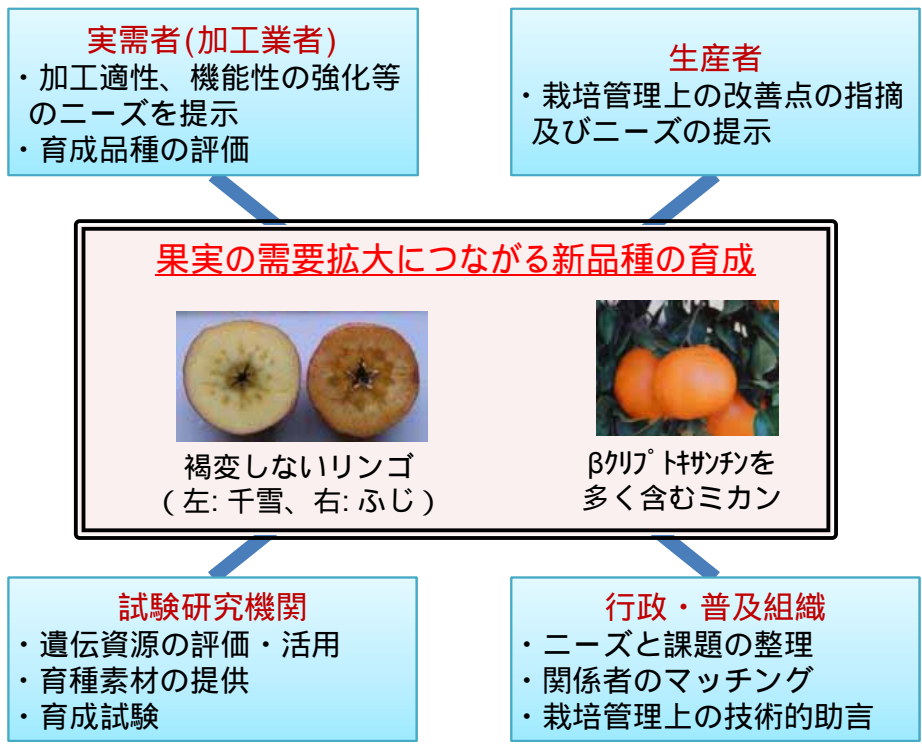 実需者(加工業者)
・加工適性、機能性の強化等
のニーズを提示
・育成品種の評価
生産者
・栽培管理上の改善点の指摘
及びニーズの提示
果実の需要拡大につながる新品種の育成
褐変しないリンゴ
(左:千雪、右:ふじ)
βｸﾘﾌﾟﾄｷｻﾝﾁﾝを
多く含むミカン
試験研究機関
・遺伝資源の評価・活用
・育種素材の提供
・育成試験
行政・普及組織
・ニーズと課題の整理
・関係者のマッチング
・栽培管理上の技術的助言